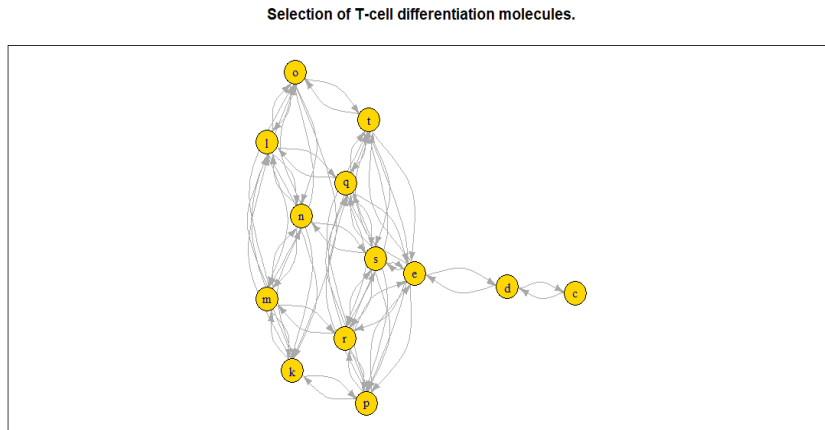 Selection of T-cell differentiation molecules.
o
t
l
q
n
s
e
d
c
m
r
k
p